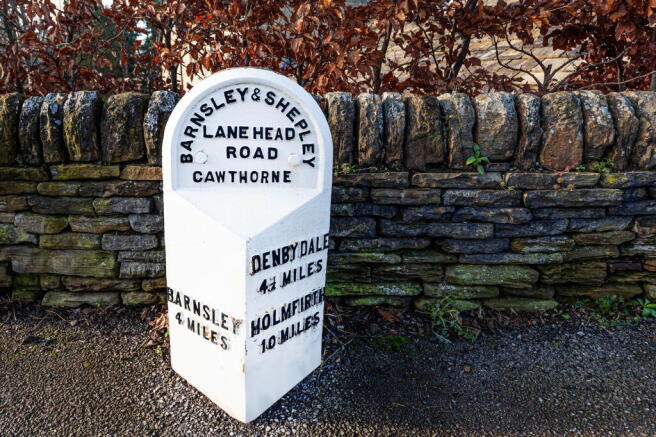 BARNSLEY & SHEPLEY
LANE HEAD
ROAD
CAWTHORNE
BARNSLEY
4 MILES
DENBY DALE
4½ MILES
HOLMFIRTH
10 MILES